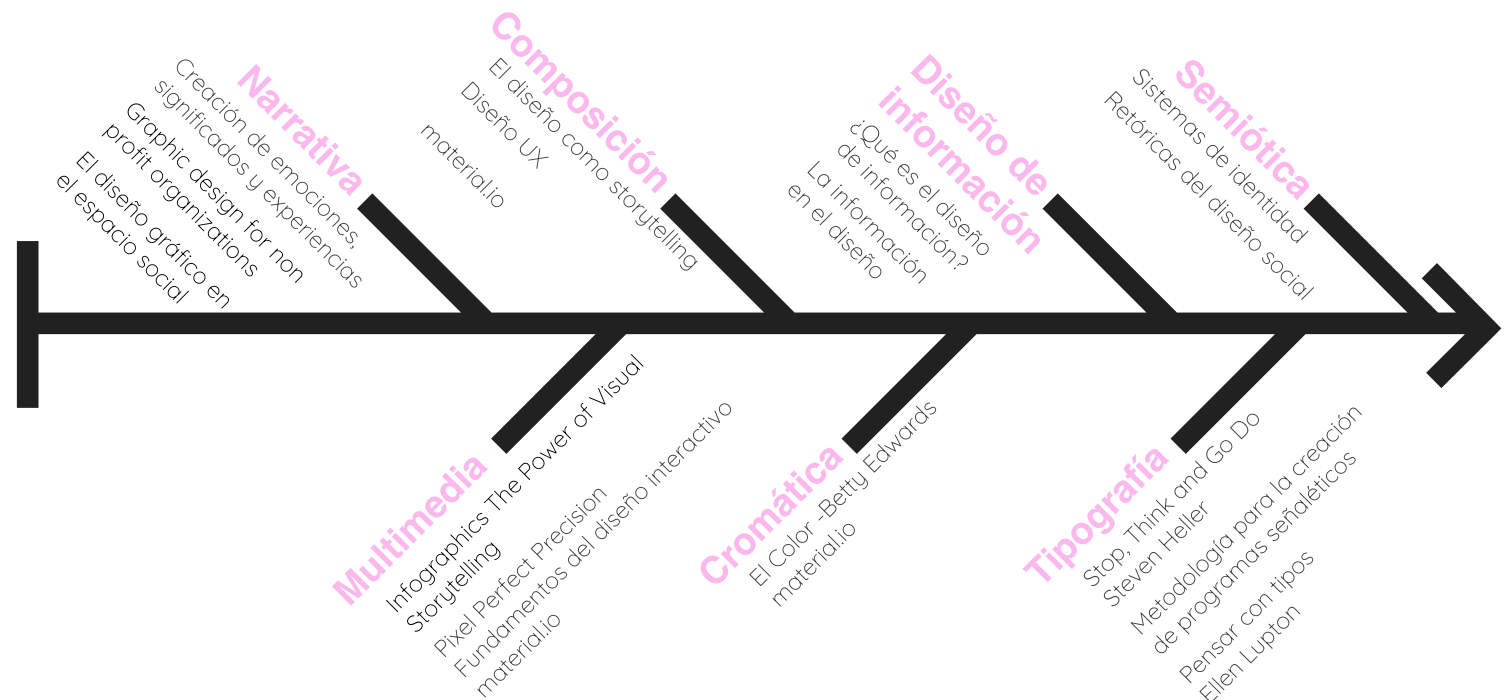 Narrativa
Creación de emociones,
significados y experiencias
Graphic design for non
profit organizations
El diseño gráfico en
el espacio social
Composición
El diseño como storytelling
Diseño UX
material.io
Diseño de
información
¿Qué es el diseño
de información?
La información
en el diseño
Semiótica
Sistemas de identidad
Retóricas del diseño social
Multimedia
Infographics The Power of Visual
Storytelling
Pixel Perfect Precision
Fundamentos del diseño interactivo
material.io
Cromática
El Color -Betty Edwards
material.io
Tipografía
Stop, Think and Go Do
Steven Heller
Metodología para la creación
de programas señaléticos
Pensar con tipos
Ellen Lupton